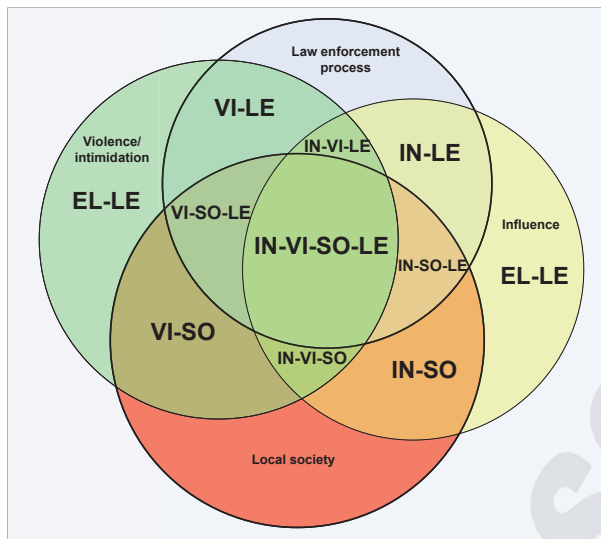 Law enforcement
process
VI-LE
Violence/
intimidation
IN-VI-LE
IN-LE
EL-LE
VI-SO-LE
Influence
IN-VI-SO-LE
IN-SO-LE
EL-LE
VI-SO
IN-VI-SO
IN-SO
Local society